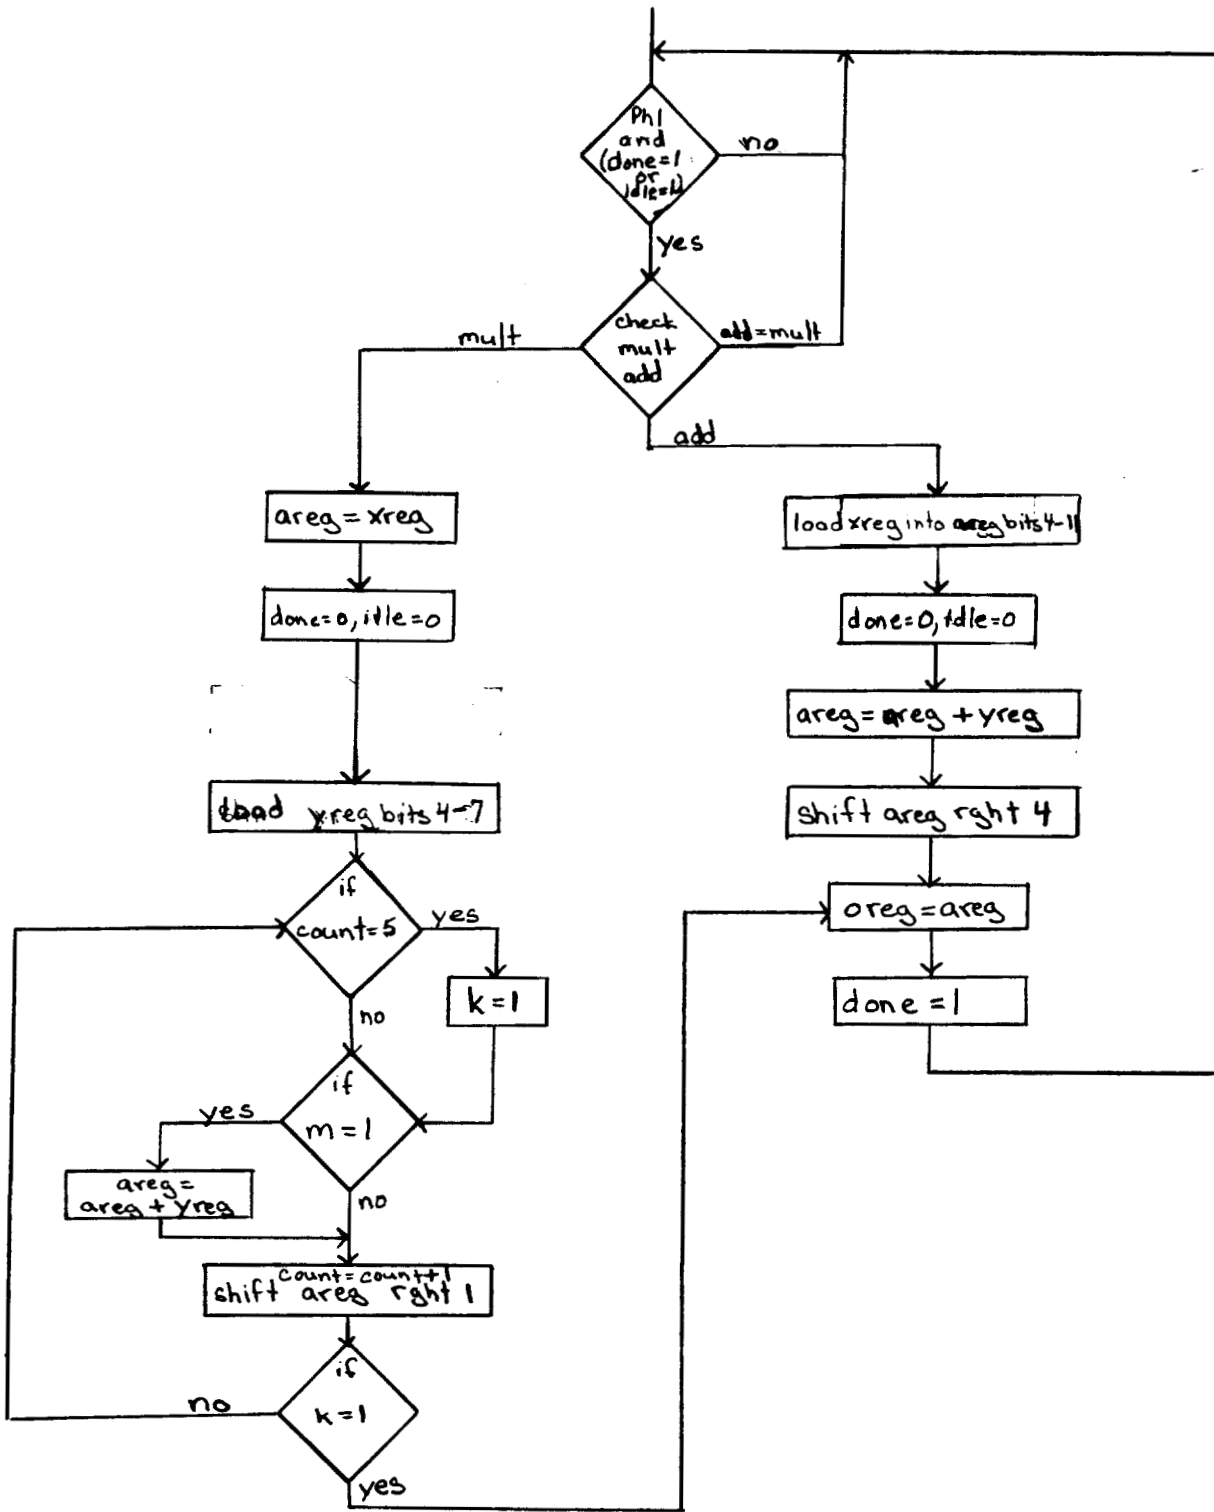 Ph1
and
(done=1
or
idle=1)
no
yes
check
mult
add
mult
add=mult
add
areg = xreg
load xreg into areg bits 4-11
done=0, idle=0
done=0, idle=0
areg = areg + yreg
load yreg bits 4-7
shift areg rght 4
if
count=5
yes
oreg = areg
k=1
done = 1
no
if
m=1
yes
areg=
areg + yreg
no
count=count+1
shift areg rght 1
if
k=1
no
yes